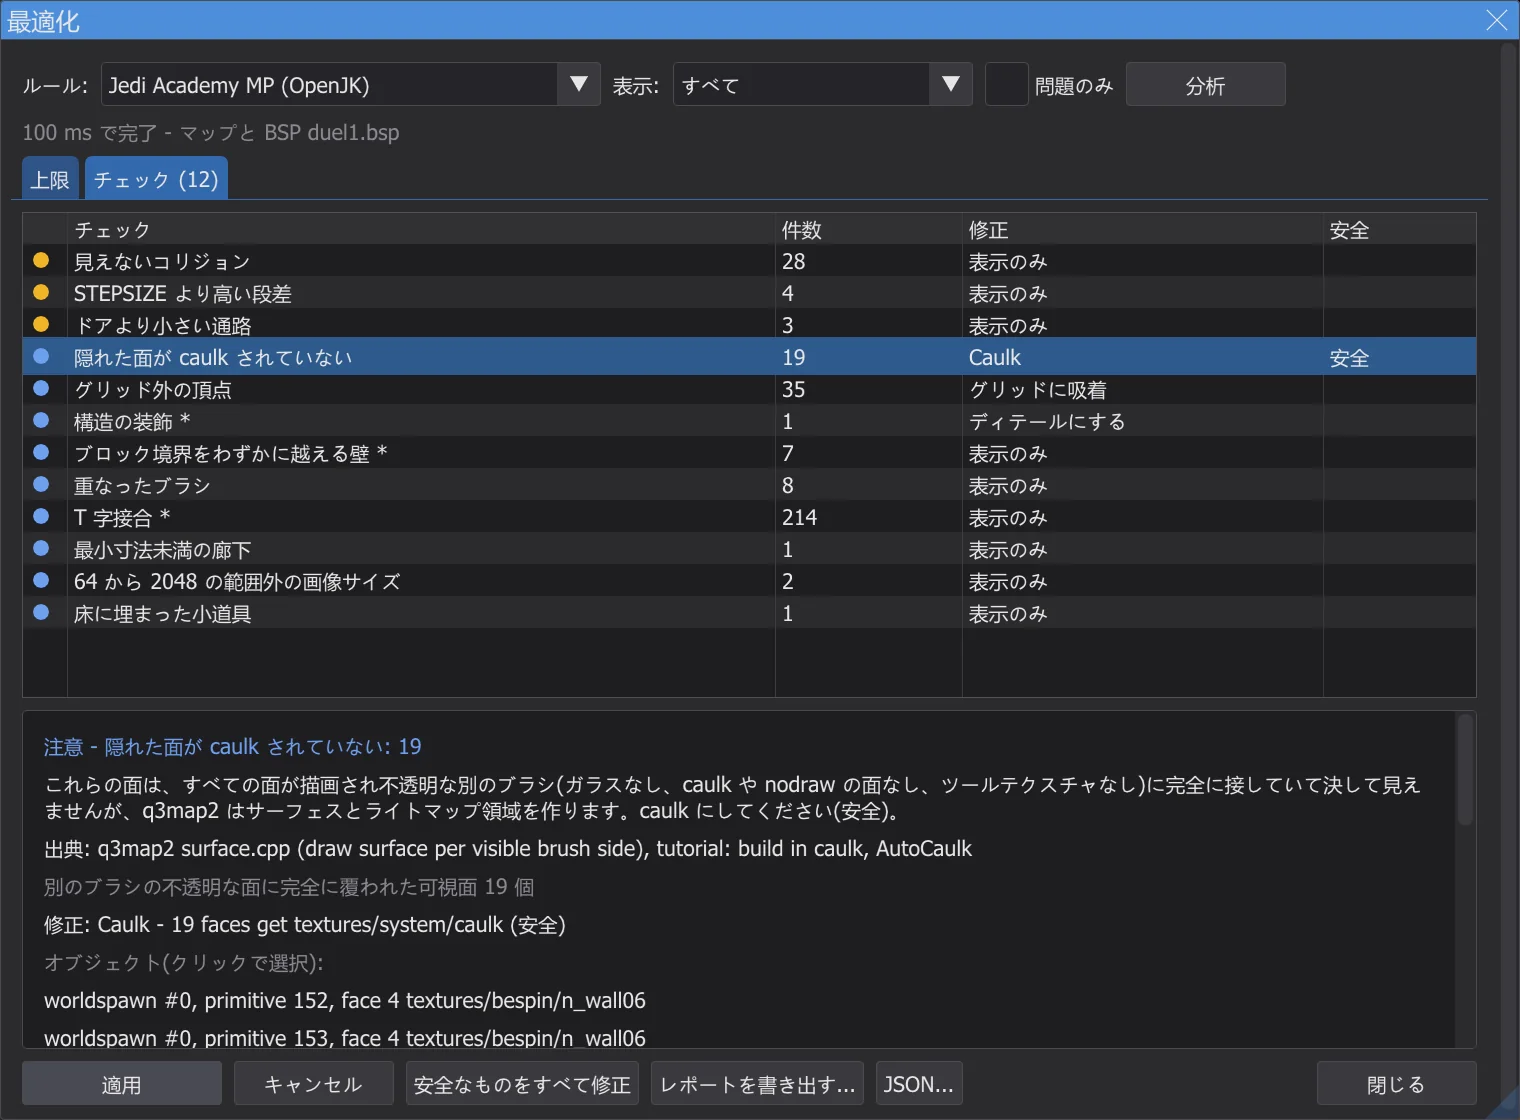 最適化
ルール: Jedi Academy MP (OpenJK) 表示: すべて 問題のみ 分析
100 ms で完了 - マップと BSP duel1.bsp
上限 チェック (12)
チェック 件数 修正 安全
見えないコリジョン 28 表示のみ
STEPSIZE より高い段差 4 表示のみ
ドアより小さい通路 3 表示のみ
隠れた面が caulk されていない 19 Caulk 安全
グリッド外の頂点 35 グリッドに吸着
構造の装飾 * 1 ディテールにする
ブロック境界をわずかに越える壁 * 7 表示のみ
重なったブラシ 8 表示のみ
T 字接合 * 214 表示のみ
最小寸法未満の廊下 1 表示のみ
64 から 2048 の範囲外の画像サイズ 2 表示のみ
床に埋まった小道具 1 表示のみ
注意 - 隠れた面が caulk されていない: 19
これらの面は、すべての面が描画され不透明な別のブラシ(ガラスなし、caulk や nodraw の面なし、ツールテクスチャなし)に完全に接していて決して見え
ませんが、q3map2 はサーフェスとライトマップ領域を作ります。caulk にしてください(安全)。
出典: q3map2 surface.cpp (draw surface per visible brush side), tutorial: build in caulk, AutoCaulk
別のブラシの不透明な面に完全に覆われた可視面 19 個
修正: Caulk - 19 faces get textures/system/caulk (安全)
オブジェクト(クリックで選択):
worldspawn #0, primitive 152, face 4 textures/bespin/n_wall06
worldspawn #0, primitive 153, face 4 textures/bespin/n_wall06
適用 キャンセル 安全なものをすべて修正 レポートを書き出す... JSON... 閉じる